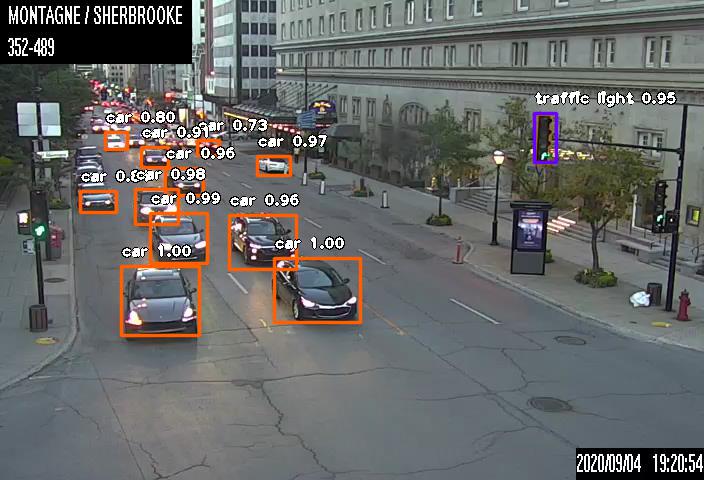 MONTAGNE / SHERBROOKE
352-489
traffic light 0.95
car 0.80
car 0.73
car 0.91
car 0.97
car 0.96
car 0.98
car 0.99
car 0.96
car 1.00
car 1.00
2020/09/04 19:20:54